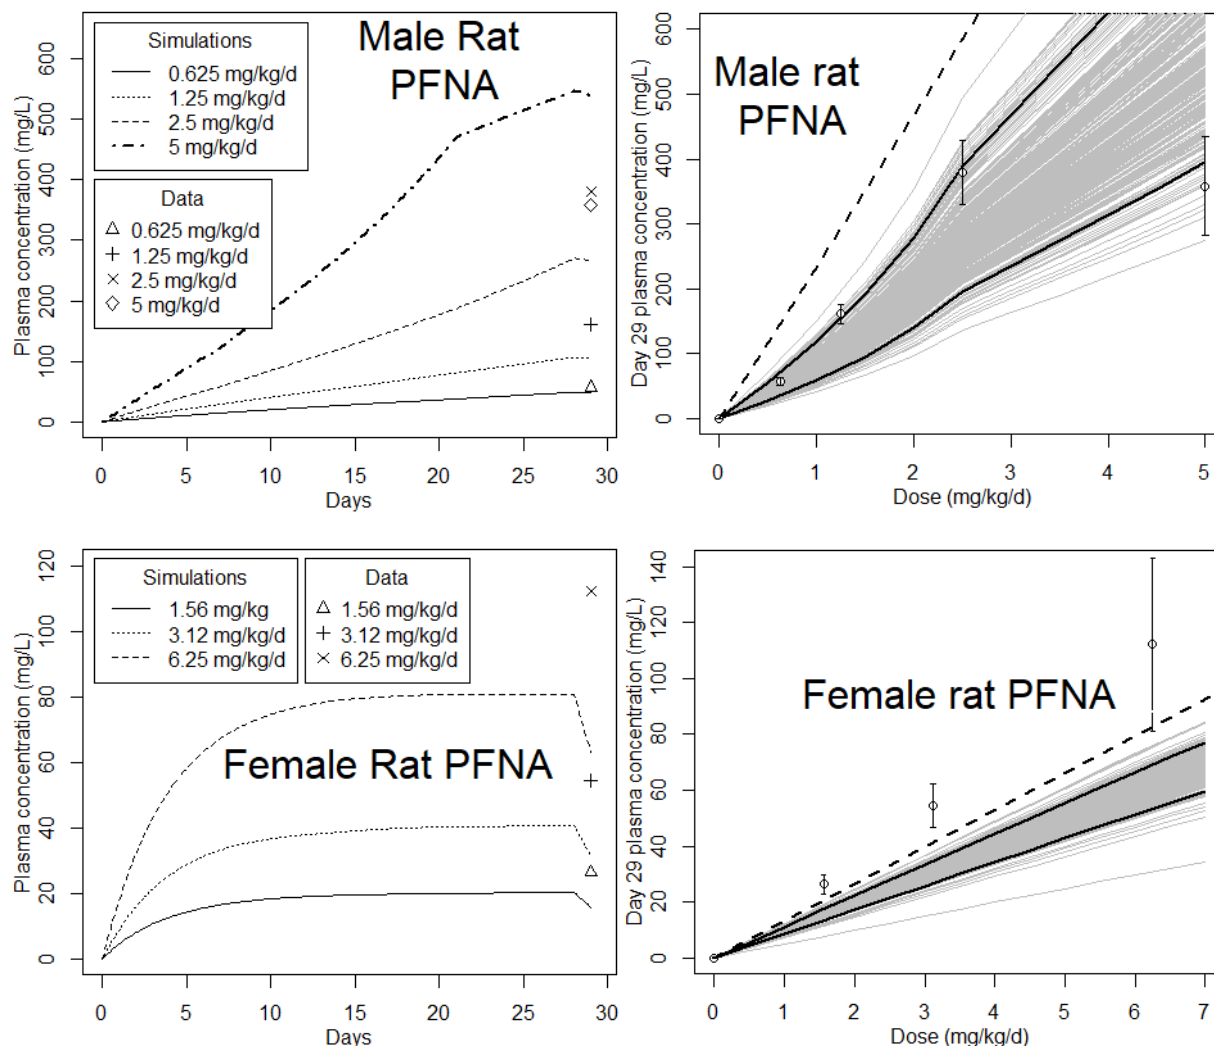 Male Rat
PFNA
Simulations
0.625 mg/kg/d
1.25 mg/kg/d
2.5 mg/kg/d
5 mg/kg/d
Data
0.625 mg/kg/d
1.25 mg/kg/d
2.5 mg/kg/d
5 mg/kg/d
Plasma concentration (mg/L)
0 100 200 300 400 500 600
0 5 10 15 20 25 30
Days
Male rat
PFNA
Day 29 plasma concentration (mg/L)
0 100 200 300 400 500 600
0 1 2 3 4 5
Dose (mg/kg/d)
Simulations
1.56 mg/kg
3.12 mg/kg/d
6.25 mg/kg/d
Data
1.56 mg/kg/d
3.12 mg/kg/d
6.25 mg/kg/d
Female Rat PFNA
Plasma concentration (mg/L)
0 20 40 60 80 100 120
0 5 10 15 20 25 30
Days
Female rat PFNA
Day 29 plasma concentration (mg/L)
0 20 40 60 80 100 120 140
0 1 2 3 4 5 6 7
Dose (mg/kg/d)